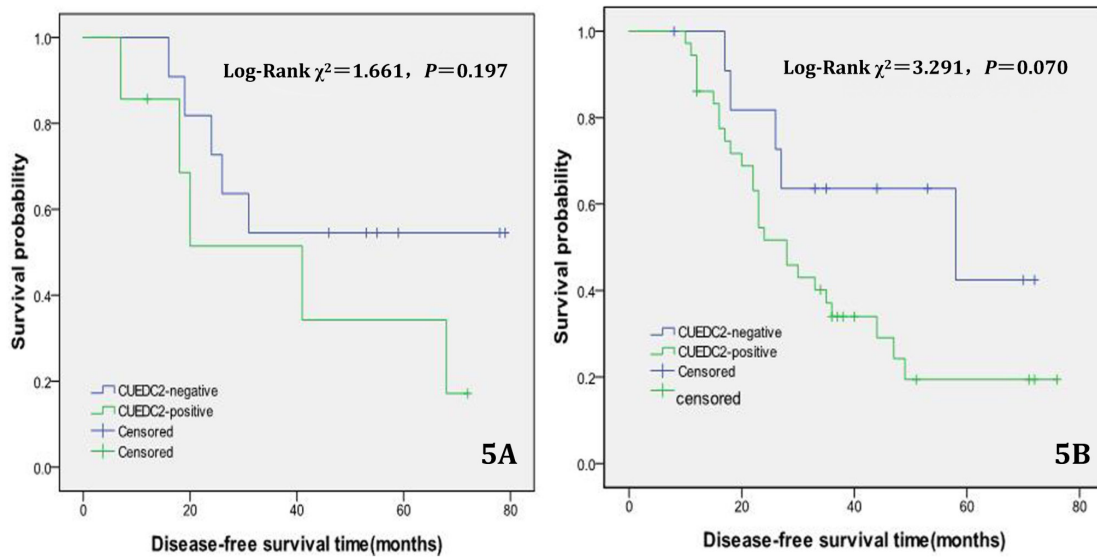 Log-Rank χ²=1.661, P=0.197
Survival probability
1.0
0.8
0.6
0.4
0.2
0.0
CUEDC2-negative
CUEDC2-positive
Censored
Censored
5A
0
20
40
60
80
Disease-free survival time(months)
Log-Rank χ²=3.291, P=0.070
Survival probability
1.0
0.8
0.6
0.4
0.2
0.0
CUEDC2-negative
CUEDC2-positive
Censored
censored
5B
0
20
40
60
80
Disease-free survival time(months)